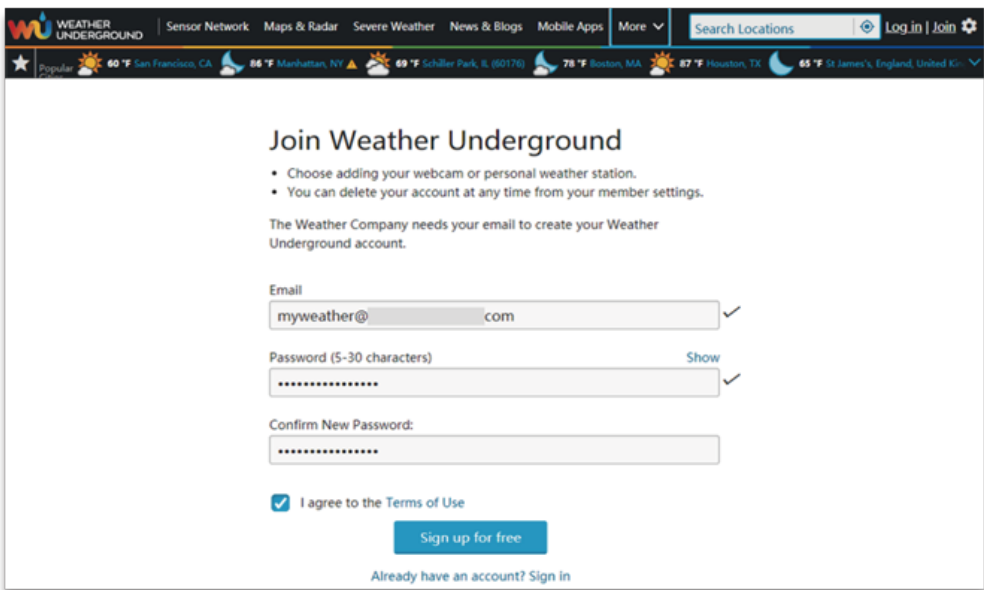 WEATHER
UNDERGROUND
Sensor Network Maps & Radar Severe Weather News & Blogs Mobile Apps More Search Locations Log in | Join
Popular 60 °F San Francisco, CA 86 °F Manhattan, NY 69 °F Schiller Park, IL (60176) 78 °F Boston, MA 87 °F Houston, TX 65 °F St James's, England, United
Join Weather Underground
• Choose adding your webcam or personal weather station.
• You can delete your account at any time from your member settings.
The Weather Company needs your email to create your Weather
Underground account.
Email
myweather@ com
Password (5-30 characters) Show
••••••••••••••••
Confirm New Password:
••••••••••••••••
I agree to the Terms of Use
Sign up for free
Already have an account? Sign in